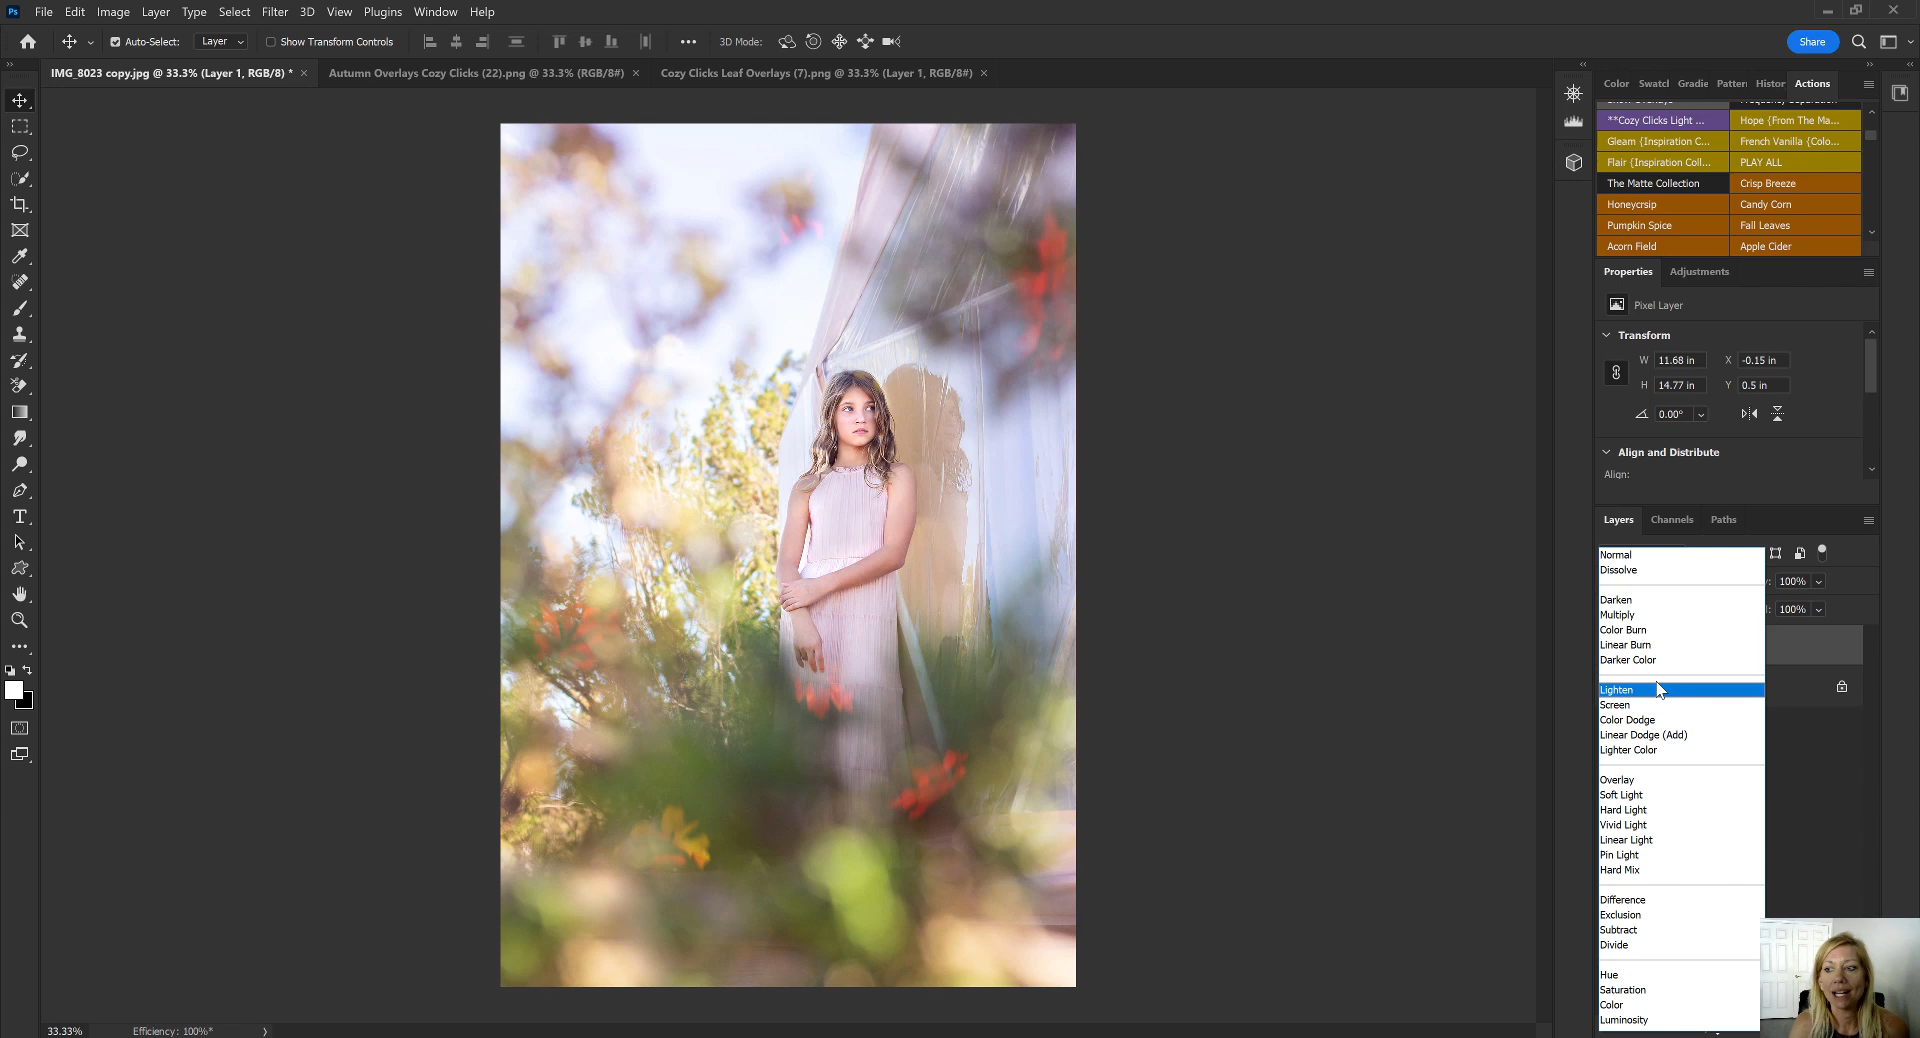 Ps File Edit Image Layer Type Select Filter 3D View Plugins Window Help
Auto-Select: Layer Show Transform Controls 3D Mode: Share
IMG_8023 copy.jpg @ 33.3% (Layer 1, RGB/8) * × Autumn Overlays Cozy Clicks (22).png @ 33.3% (RGB/8#) × Cozy Clicks Leaf Overlays (7).png @ 33.3% (Layer 1, RGB/8#) ×
Color Swatcl Gradie Patterr Histor Actions
**Cozy Clicks Light ... Hope {From The Ma...
Gleam {Inspiration C... French Vanilla {Colo...
Flair {Inspiration Coll... PLAY ALL
The Matte Collection Crisp Breeze
Honeycrsip Candy Corn
Pumpkin Spice Fall Leaves
Acorn Field Apple Cider
Properties Adjustments
Pixel Layer
Transform
W 11.68 in X -0.15 in
H 14.77 in Y 0.5 in
0.00°
Align and Distribute
Align:
Layers Channels Paths
Normal
Dissolve
100%
Darken
100%
Multiply
Color Burn
Linear Burn
Darker Color
Lighten
Screen
Color Dodge
Linear Dodge (Add)
Lighter Color
Overlay
Soft Light
Hard Light
Vivid Light
Linear Light
Pin Light
Hard Mix
Difference
Exclusion
Subtract
Divide
Hue
Saturation
Color
Luminosity
33.33% Efficiency: 100%*